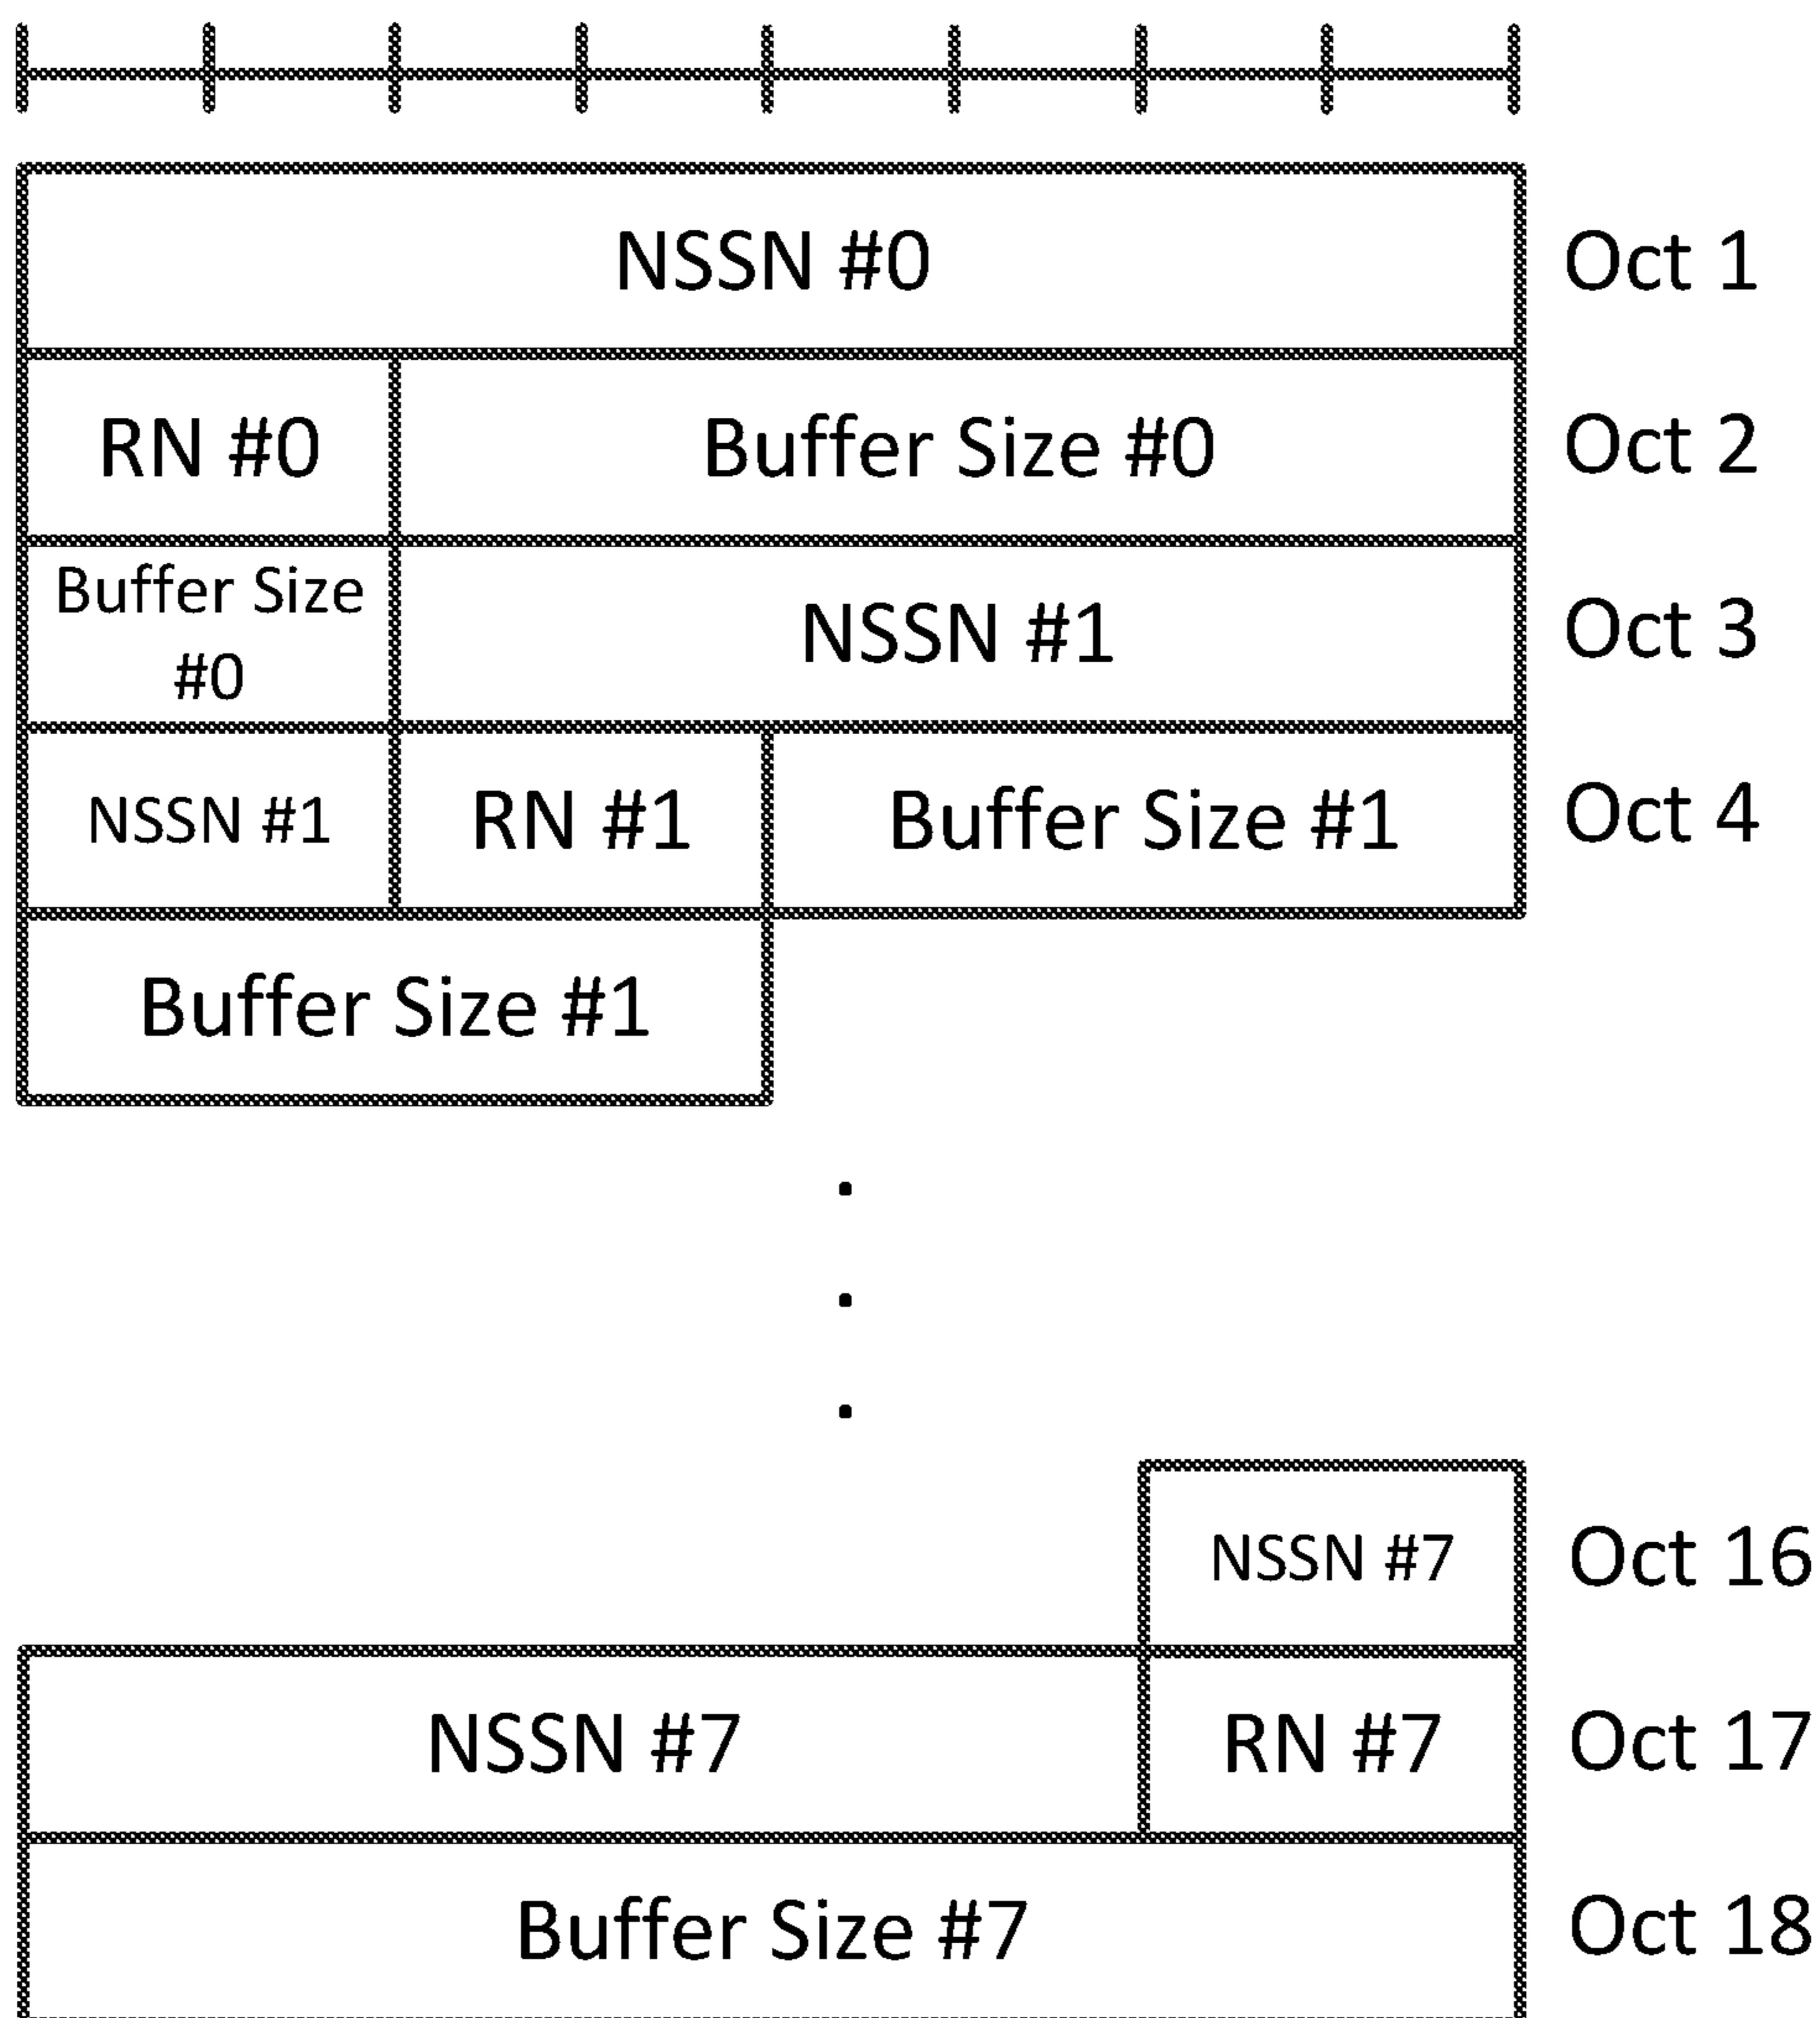 NSSN #0 Oct 1
RN #0 Buffer Size #0 Oct 2
Buffer Size
#0
NSSN #1 Oct 3
NSSN #1 RN #1 Buffer Size #1 Oct 4
Buffer Size #1
.
.
.
NSSN #7 Oct 16
NSSN #7 RN #7 Oct 17
Buffer Size #7 Oct 18